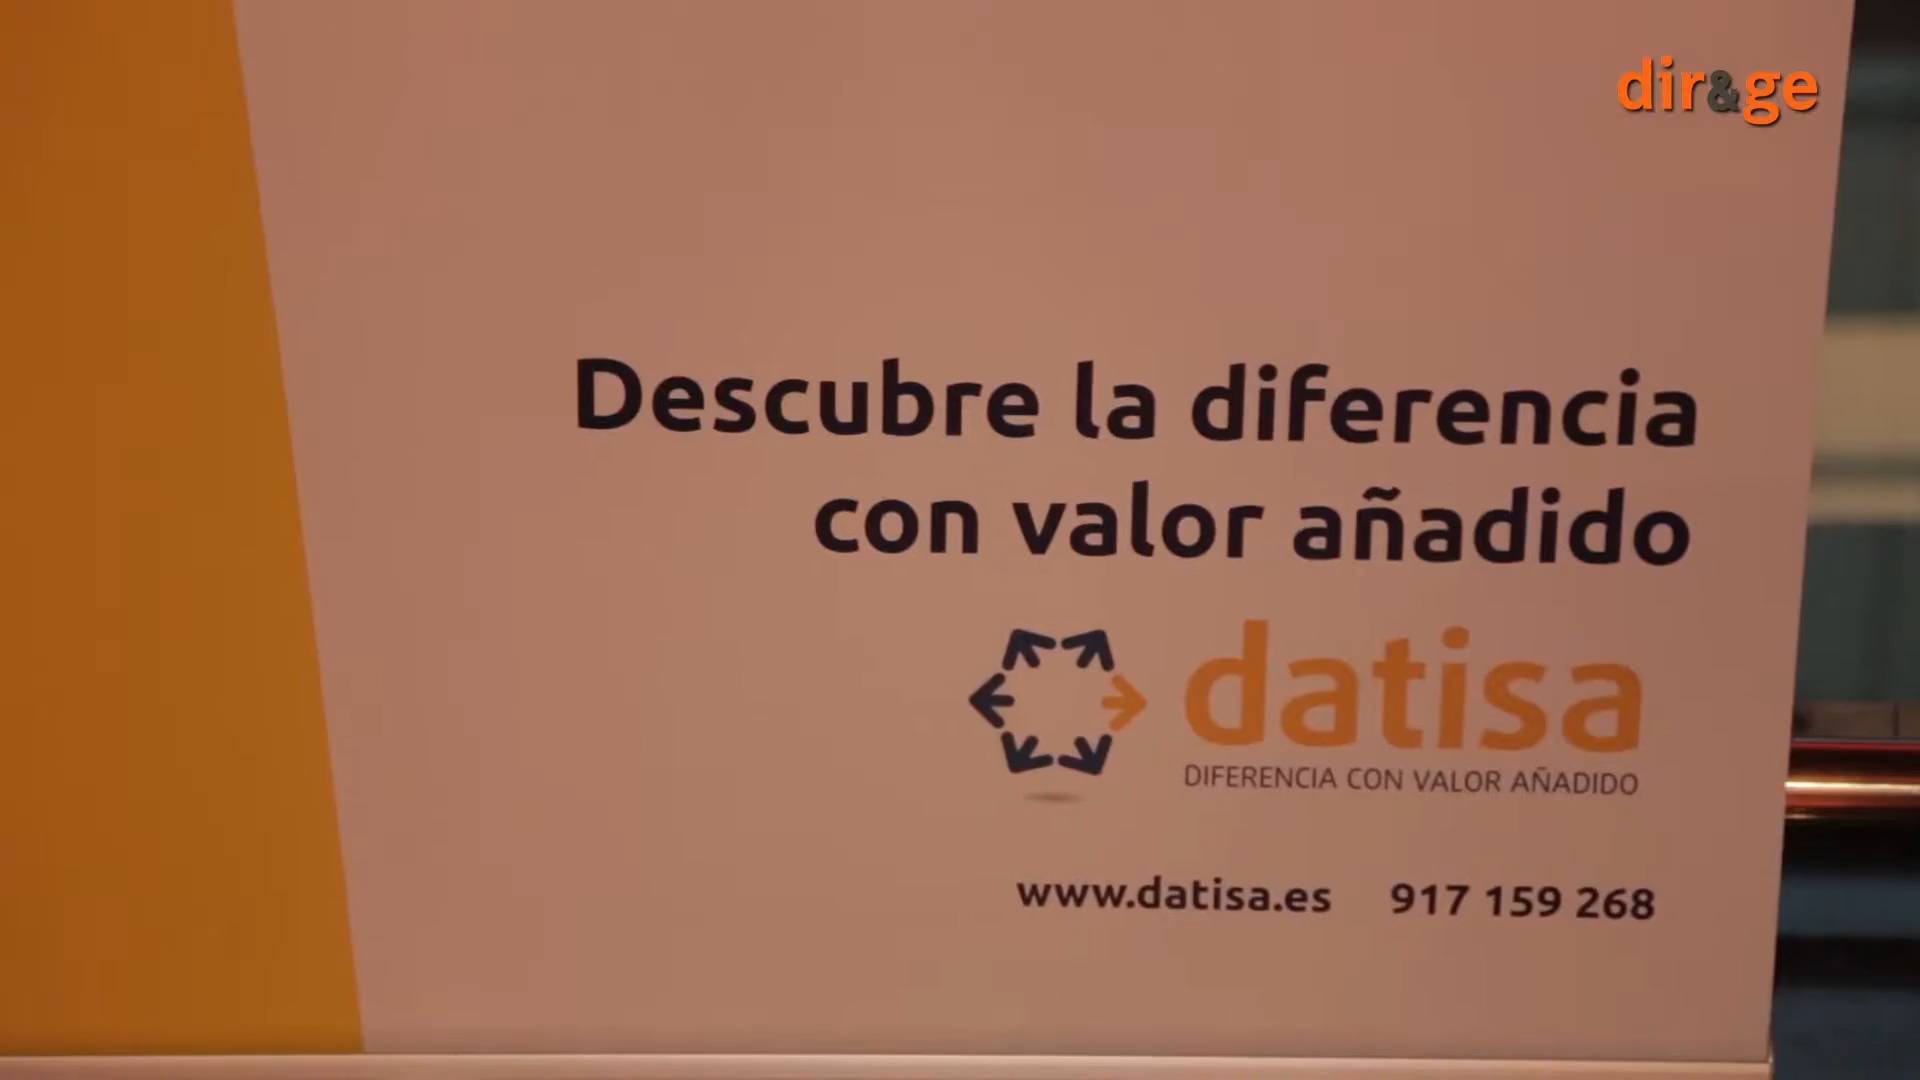 dir&ge
Descubre la diferencia
con valor añadido
datisa
DIFERENCIA CON VALOR AÑADIDO
www.datisa.es 917 159 268